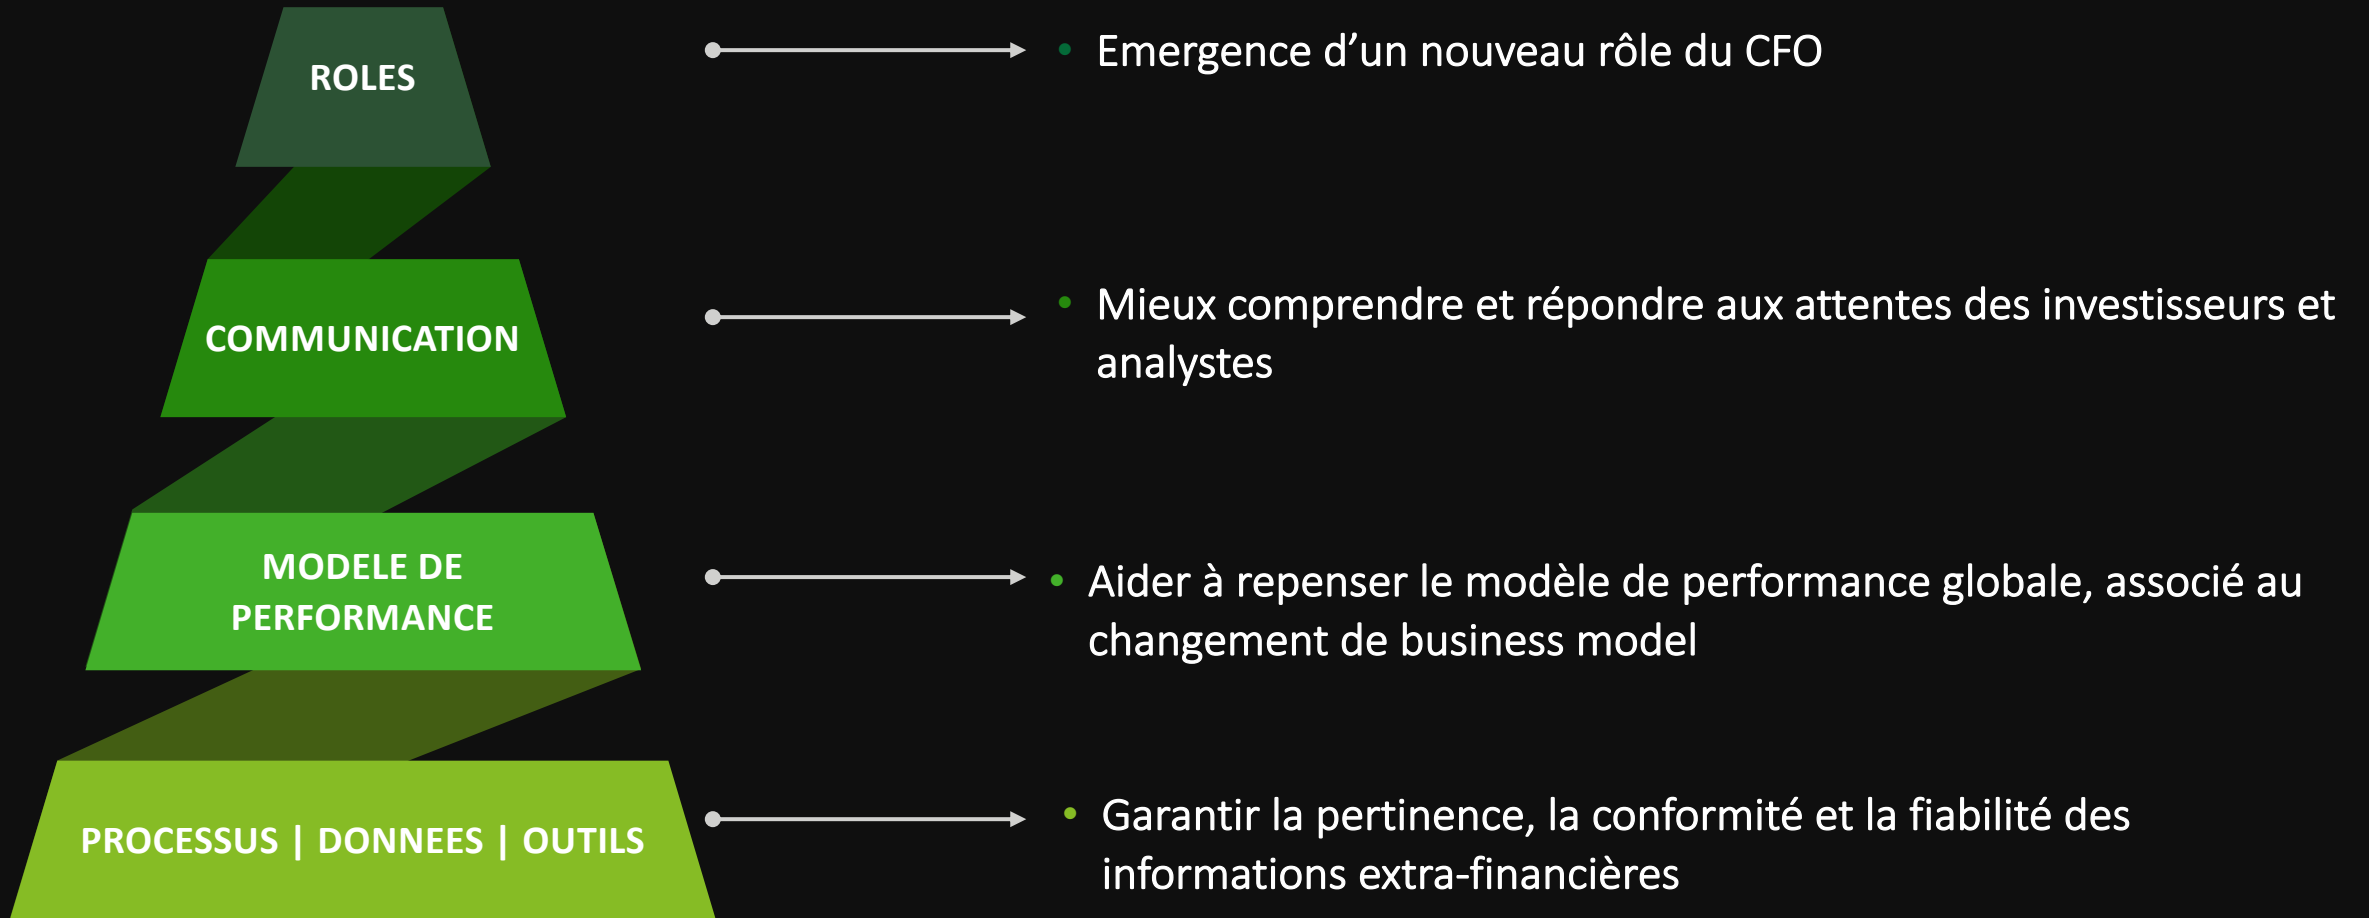 ROLES
• Emergence d’un nouveau rôle du CFO
COMMUNICATION
• Mieux comprendre et répondre aux attentes des investisseurs et
analystes
MODELE DE
PERFORMANCE
• Aider à repenser le modèle de performance globale, associé au
changement de business model
PROCESSUS | DONNEES | OUTILS
• Garantir la pertinence, la conformité et la fiabilité des
informations extra-financières